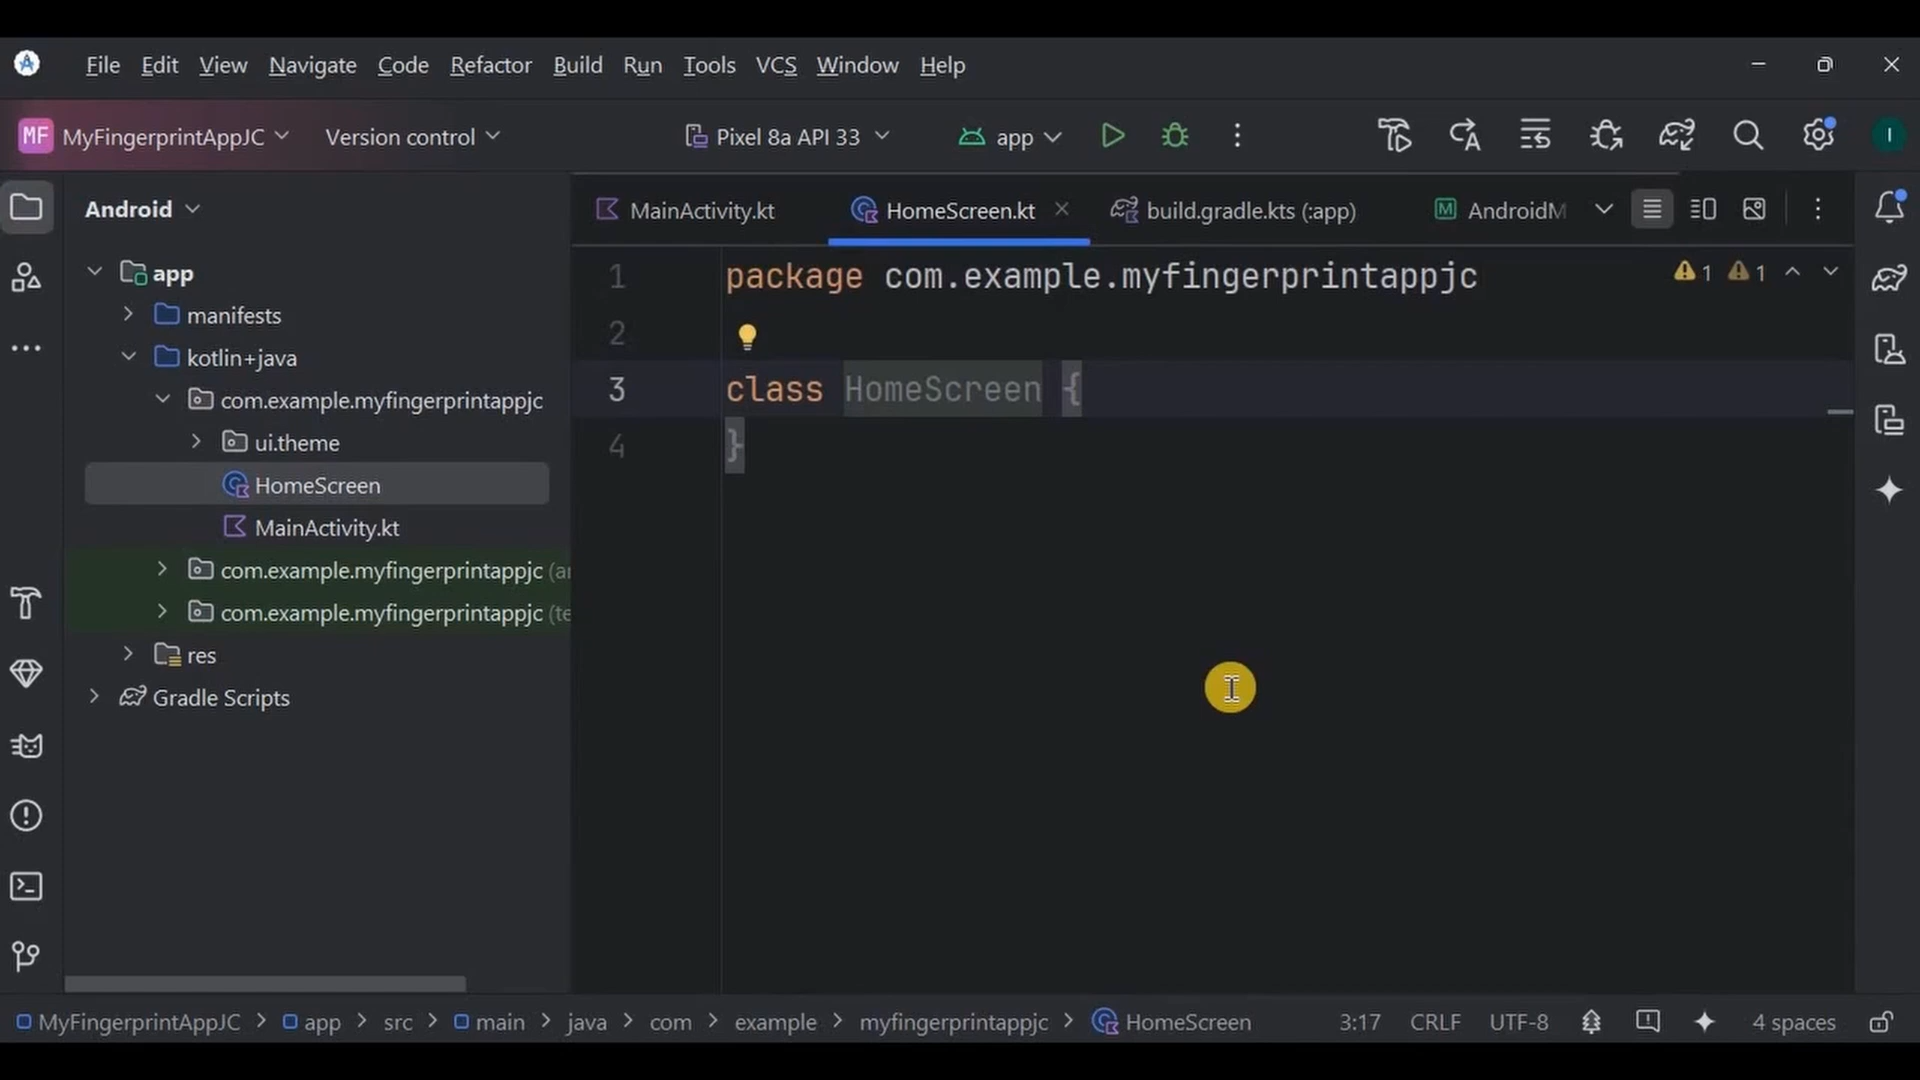 File Edit View Navigate Code Refactor Build Run Tools VCS Window Help
MF MyFingerprintAppJC Version control Pixel 8a API 33 app I
Android
MainActivity.kt HomeScreen.kt build.gradle.kts (:app) M AndroidM
app
manifests
kotlin+java
com.example.myfingerprintappjc
ui.theme
HomeScreen
MainActivity.kt
com.example.myfingerprintappjc (ar
com.example.myfingerprintappjc (te
res
Gradle Scripts
1 package com.example.myfingerprintappjc 1 1
2
3 class HomeScreen {
4 }
MyFingerprintAppJC > app > src > main > java > com > example > myfingerprintappjc > HomeScreen 3:17 CRLF UTF-8 4 spaces